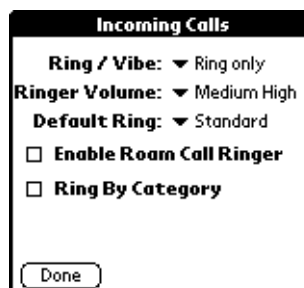 Incoming Calls
Ring / Vibe: Ring only
Ringer Volume: Medium High
Default Ring: Standard
Enable Roam Call Ringer
Ring By Category
Done